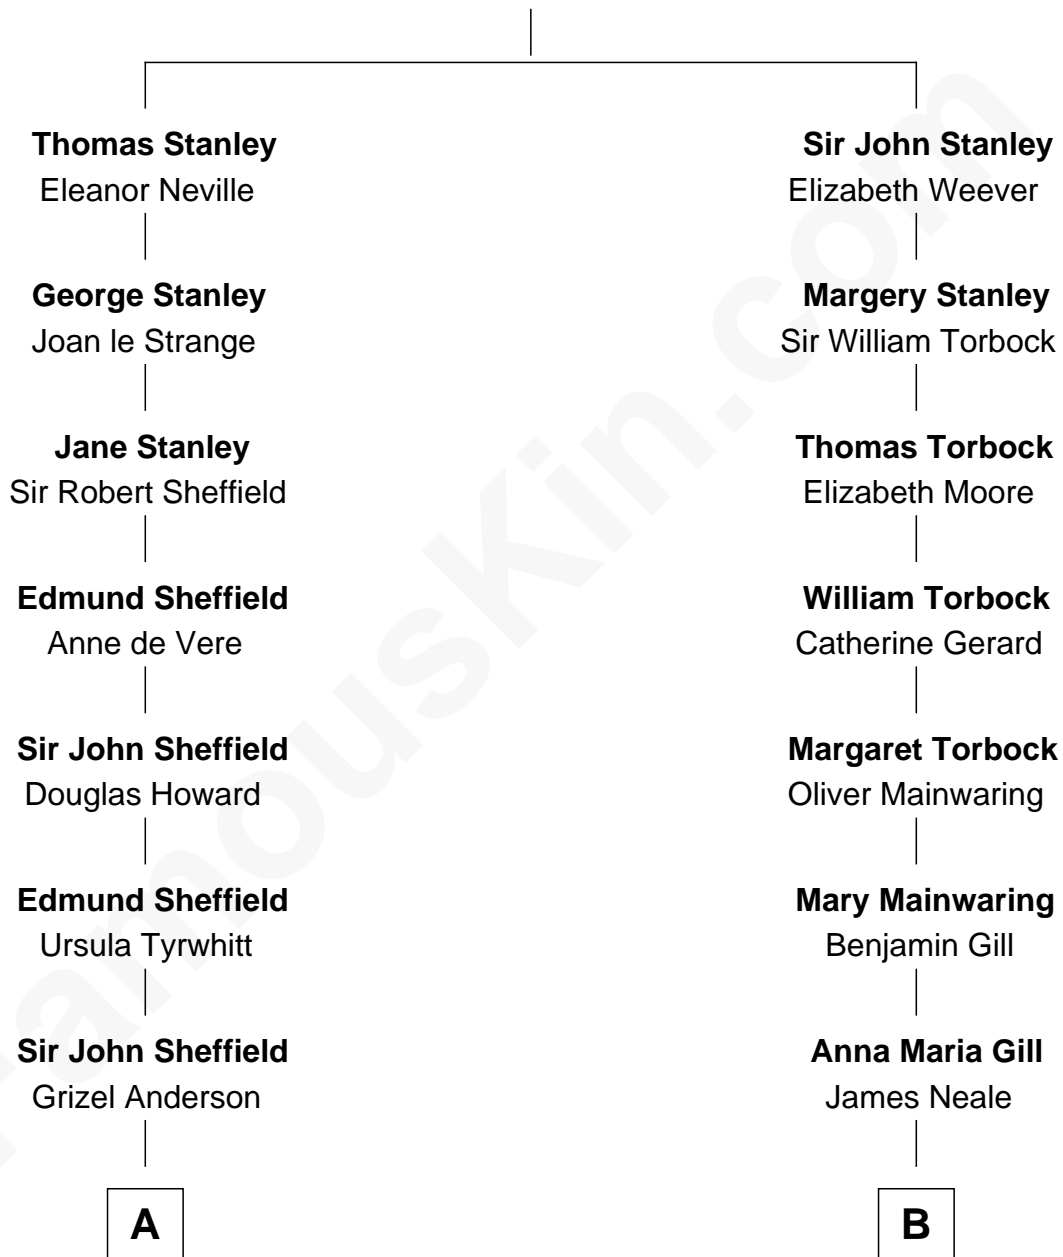 Thomas Stanley
Eleanor Neville
George Stanley
Joan le Strange
Jane Stanley
Sir Robert Sheffield
Edmund Sheffield
Anne de Vere
Sir John Sheffield
Douglas Howard
Edmund Sheffield
Ursula Tyrwhitt
Sir John Sheffield
Grizel Anderson
A
Sir John Stanley
Elizabeth Weever
Margery Stanley
Sir William Torbock
Thomas Torbock
Elizabeth Moore
William Torbock
Catherine Gerard
Margaret Torbock
Oliver Mainwaring
Mary Mainwaring
Benjamin Gill
Anna Maria Gill
James Neale
B
FamousKin.com